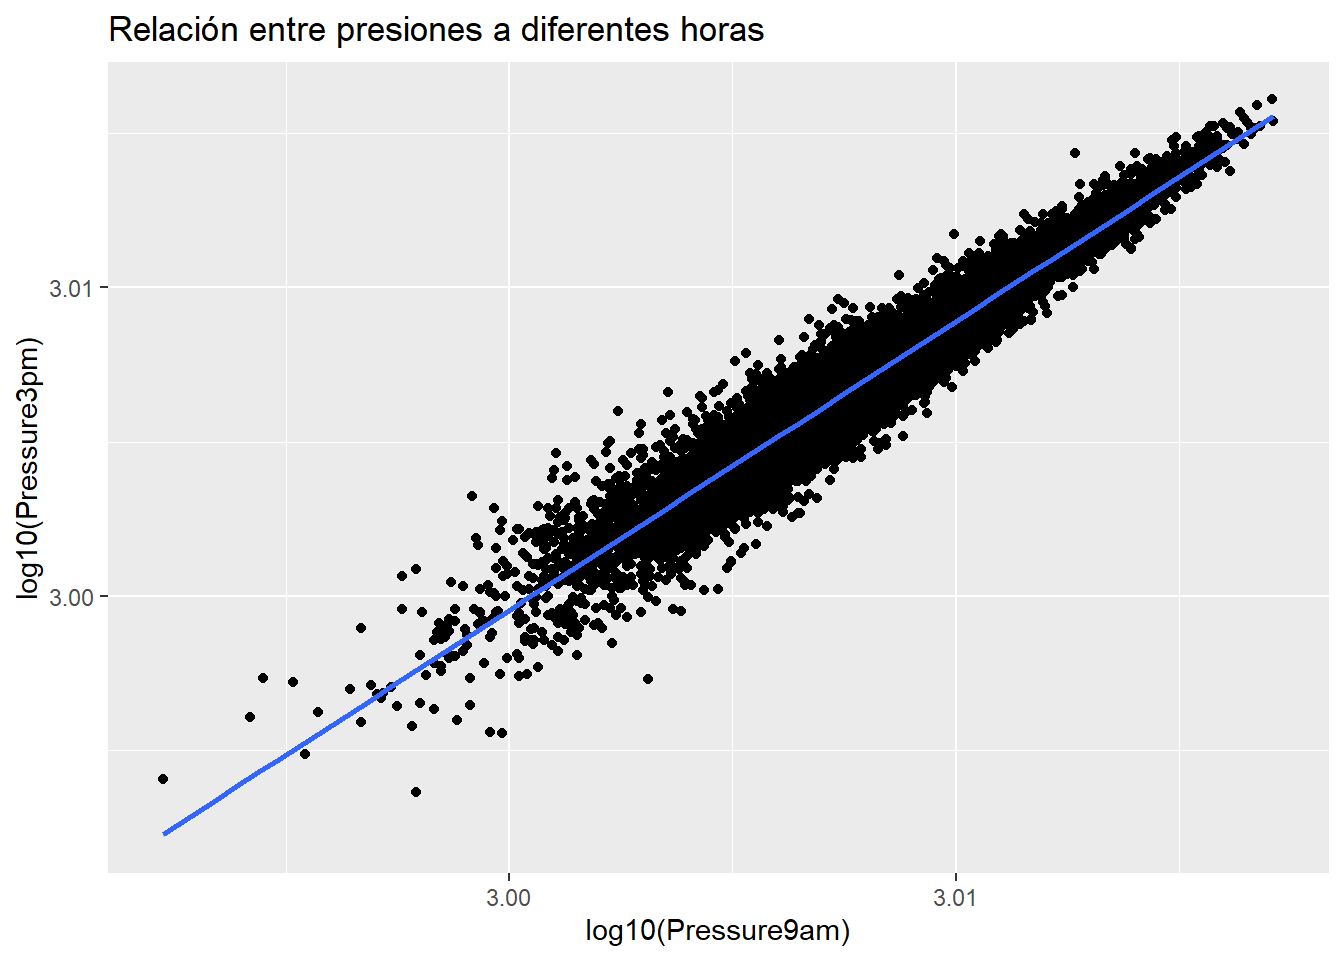 Relación entre presiones a diferentes horas
log10(Pressure3pm)
3.01
3.00
3.00
3.01
log10(Pressure9am)